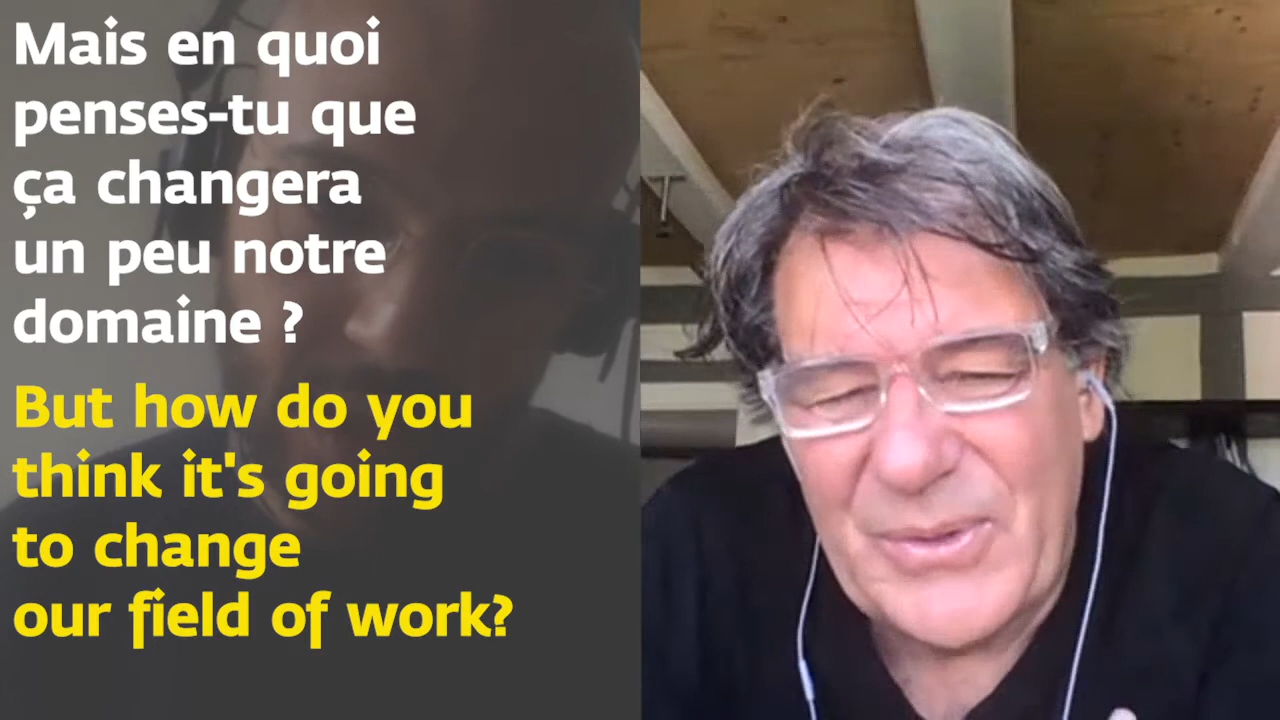 Mais en quoi
penses-tu que
ça changera
un peu notre
domaine ?
But how do you
think it's going
to change
our field of work?